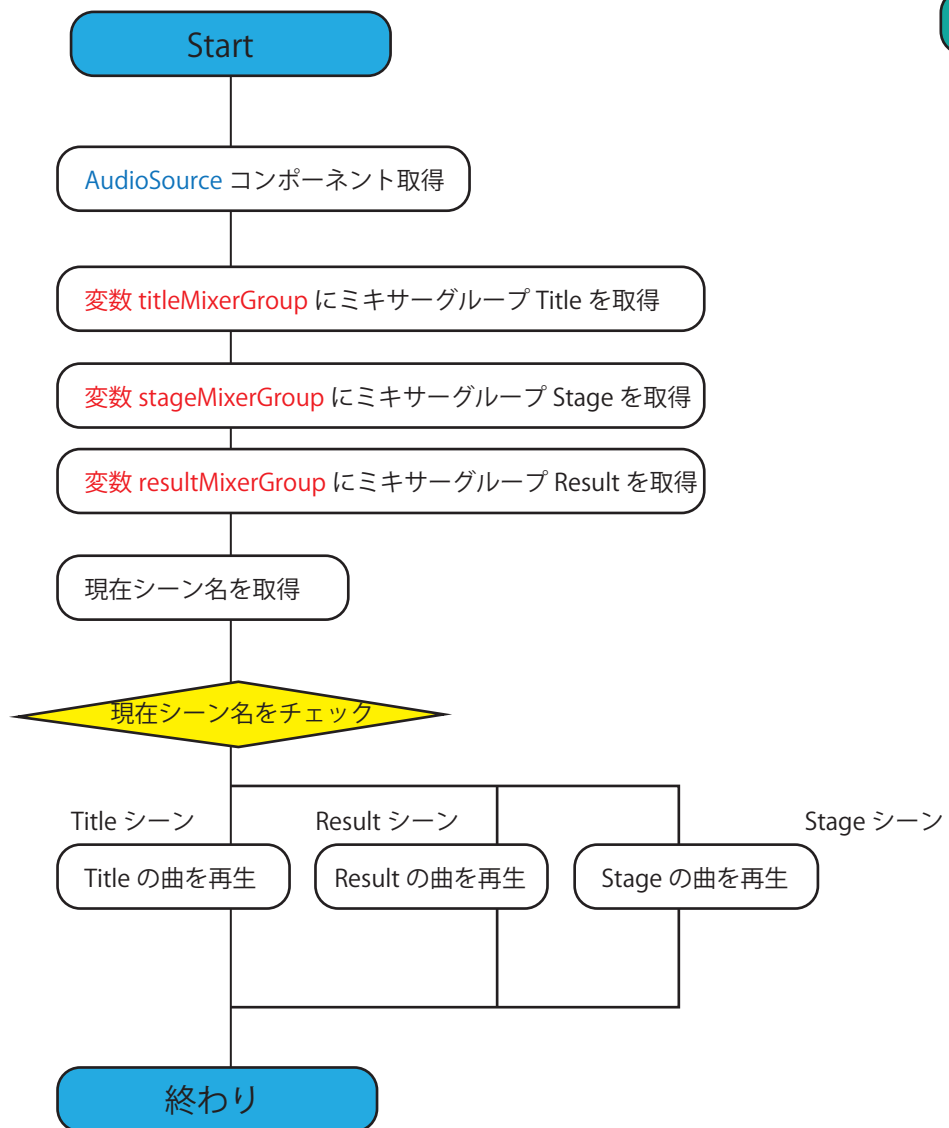 Start
AudioSource コンポーネント取得
変数 titleMixerGroup にミキサーグループ Title を取得
変数 stageMixerGroup にミキサーグループ Stage を取得
変数 resultMixerGroup にミキサーグループ Result を取得
現在シーン名を取得
現在シーン名をチェック
Title シーン
Result シーン
Stage シーン
Title の曲を再生
Result の曲を再生
Stage の曲を再生
終わり